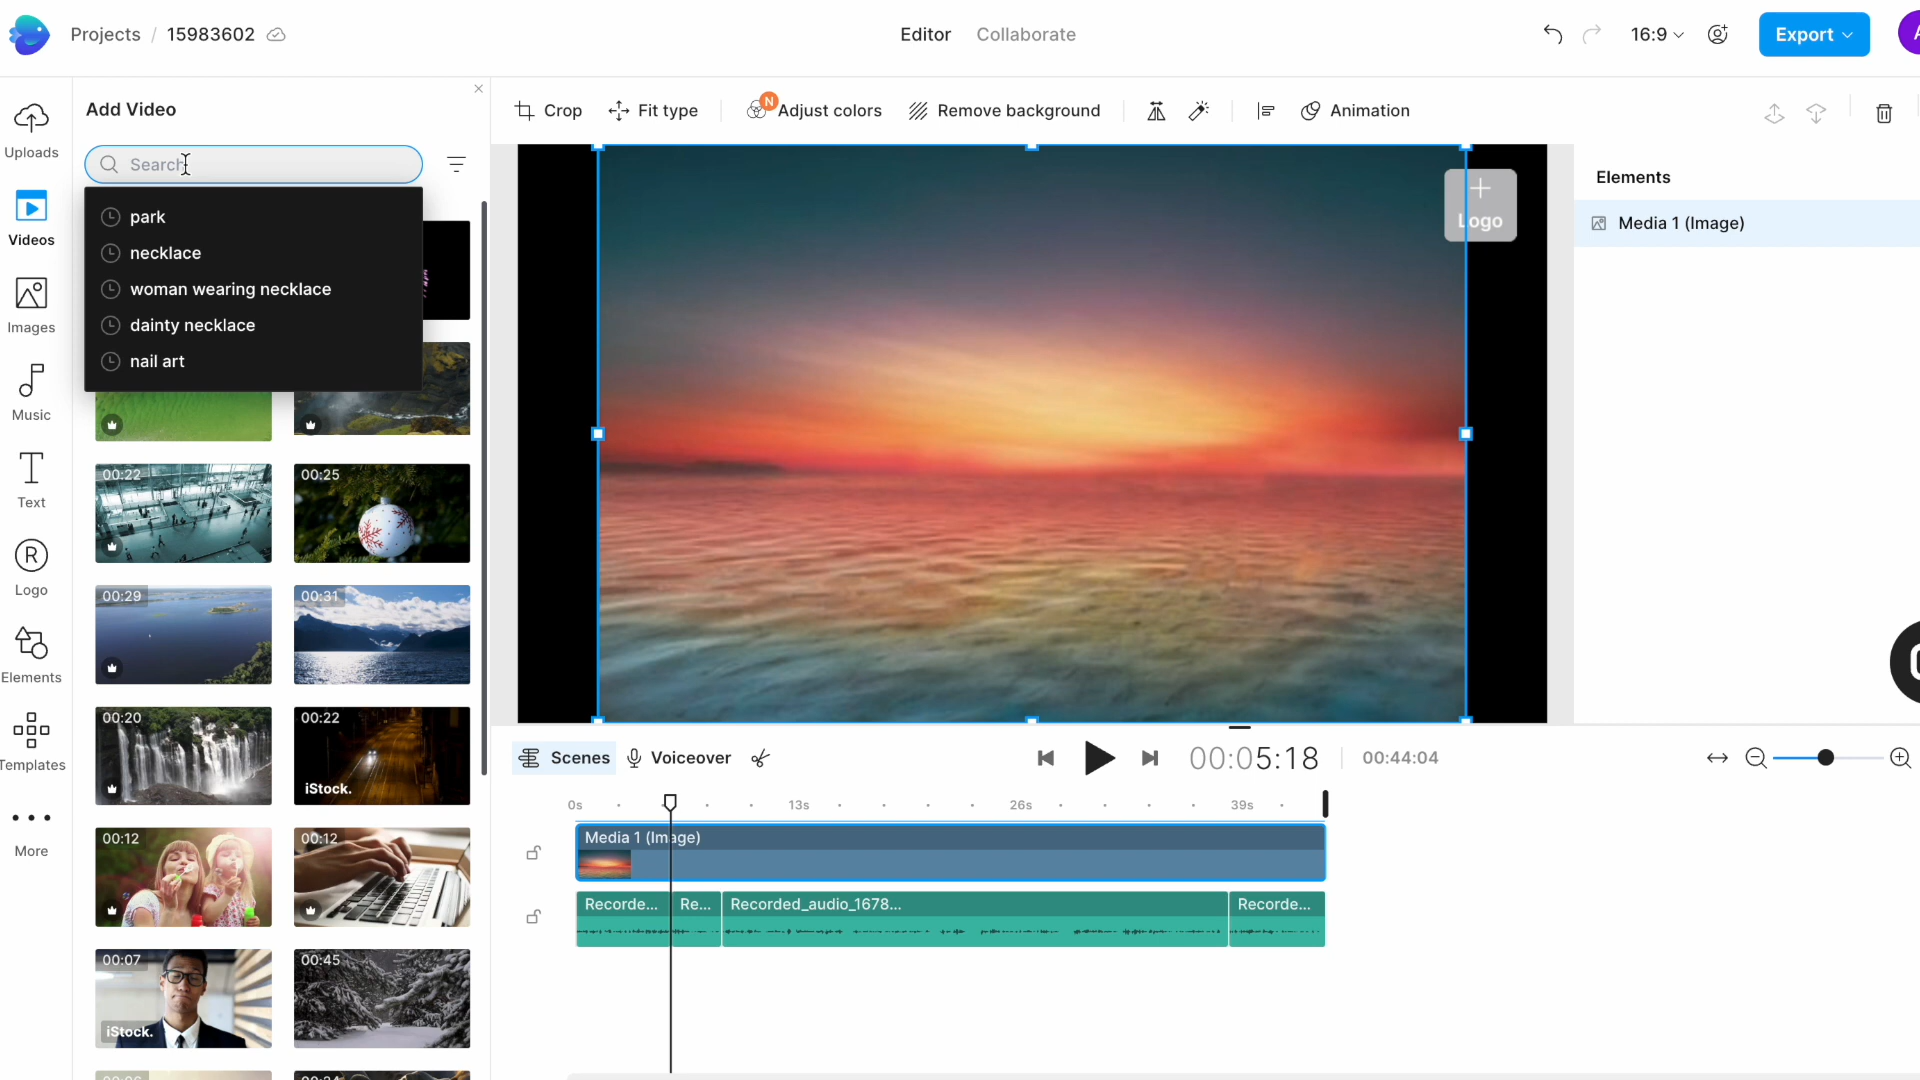 Projects / 15983602
Editor
Collaborate
16:9
Export
Uploads
Videos
Images
Music
Text
R
Logo
Elements
Templates
More
Add Video
Search
park
necklace
woman wearing necklace
dainty necklace
nail art
00:22
00:25
00:29
00:31
00:20
00:22
iStock.
00:12
00:12
00:07
iStock.
00:45
Crop
Fit type
N
Adjust colors
Remove background
Animation
+
Logo
Elements
Media 1 (Image)
Scenes
Voiceover
00:05:18
00:44:04
0s
13s
26s
39s
Media 1 (Image)
Recorde...
Re...
Recorded_audio_1678...
Recorde...